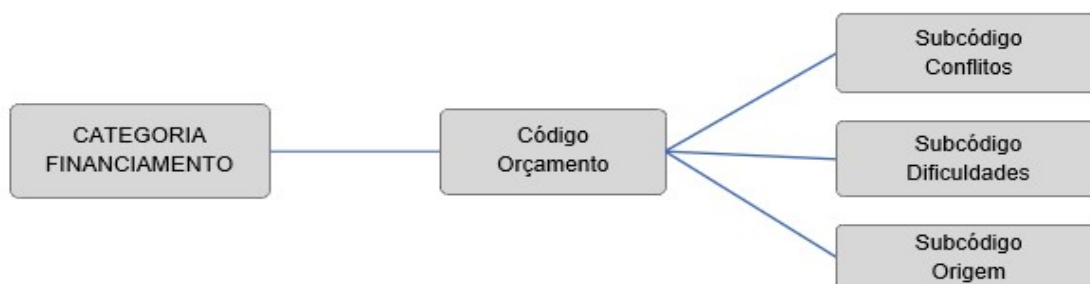 CATEGORIA
FINANCIAMENTO
Código
Orçamento
Subcódigo
Conflitos
Subcódigo
Dificuldades
Subcódigo
Origem